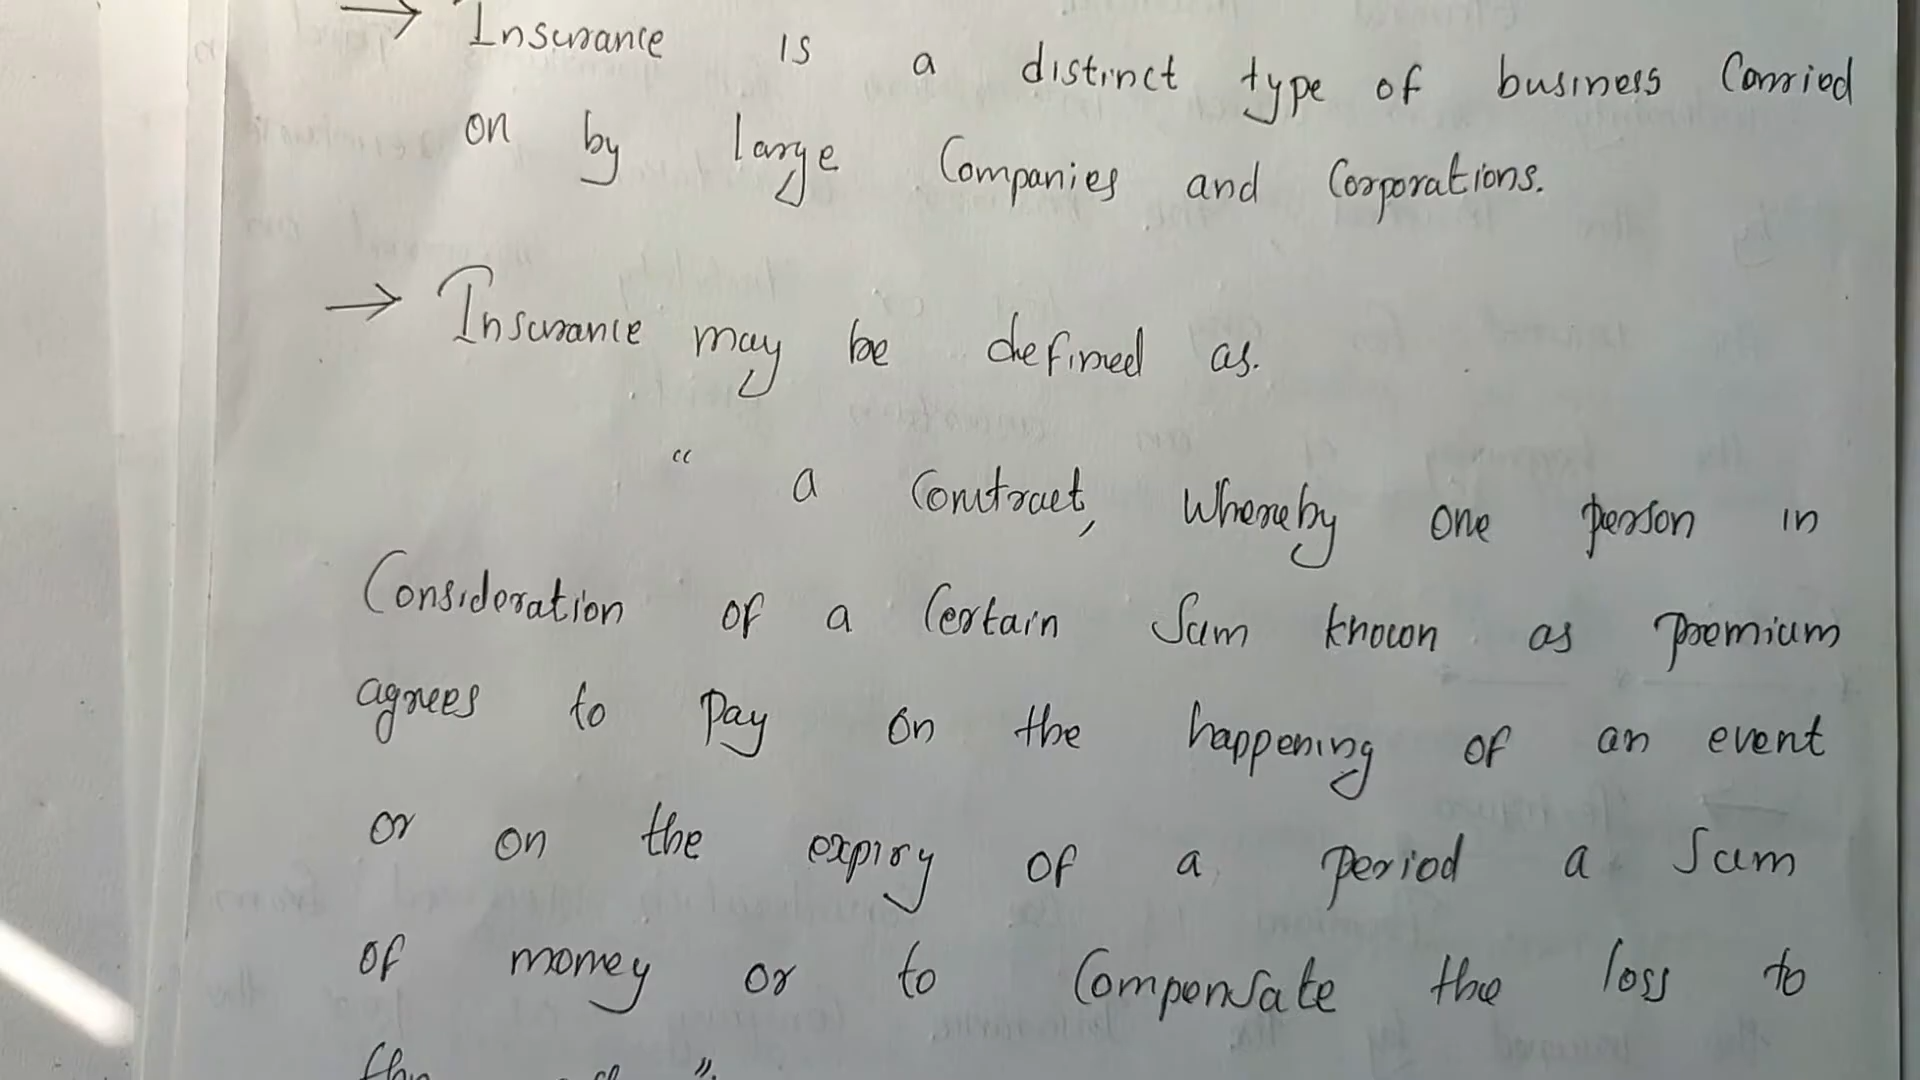 → Insurance is a distinct type of business Carried
on by large Companies and Corporations.
→ Insurance may be defined as.
“ a Contract, Whereby one person in
Consideration of a Certain Sum known as premium
agrees to Pay on the happening of an event
or on the expiry of a period a Sum
of money or to Compensate the loss to
”.